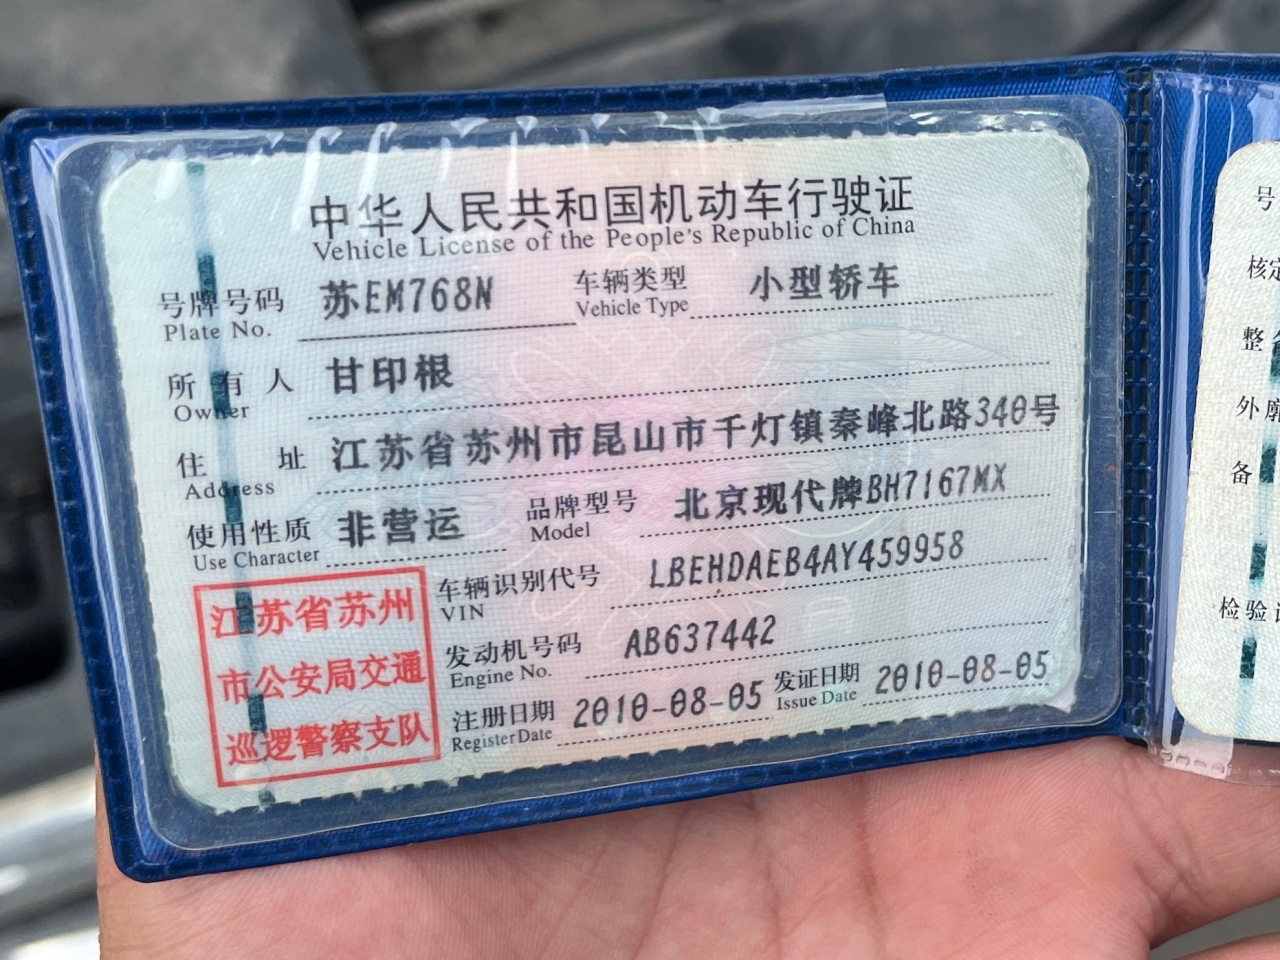 中华人民共和国机动车行驶证
Vehicle License of the People's Republic of China
号牌号码 苏EM768N 车辆类型 小型轿车
Plate No. Vehicle Type
所有人 甘印根
Owner
住址 江苏省苏州市昆山市千灯镇秦峰北路340号
Address
使用性质 非营运 品牌型号 北京现代牌BH7167MX
Use Character Model
车辆识别代号 LBEHDAEB4AY459958
VIN
发动机号码 AB637442
Engine No.
注册日期 2010-08-05 发证日期 2010-08-05
Register Date Issue Date
江苏省苏州
市公安局交通
巡逻警察支队
号
核定
整
外廓
备
检验